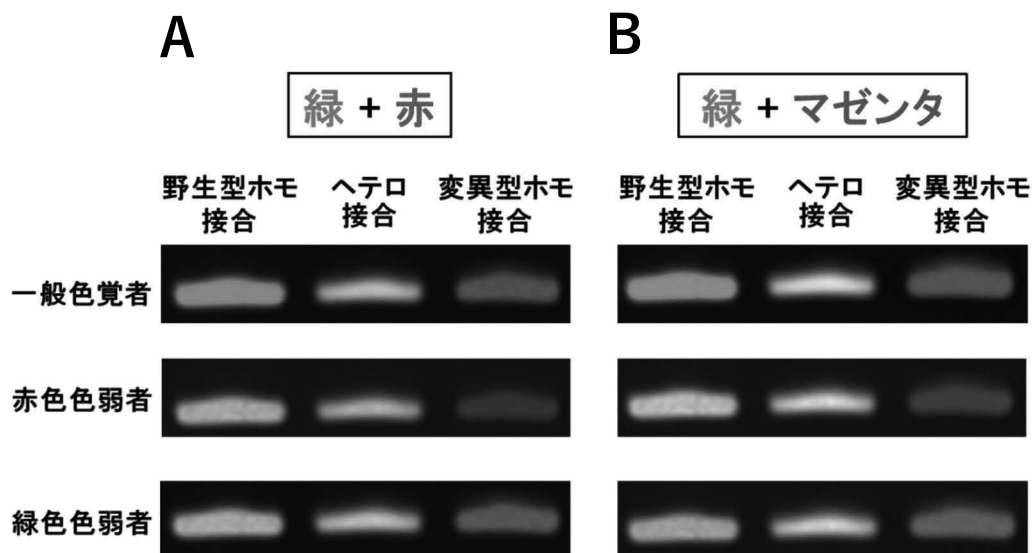 A
B
緑 + 赤
緑 + マゼンタ
野生型ホモ
接合
ヘテロ
接合
変異型ホモ
接合
野生型ホモ
接合
ヘテロ
接合
変異型ホモ
接合
一般色覚者
赤色色弱者
緑色色弱者